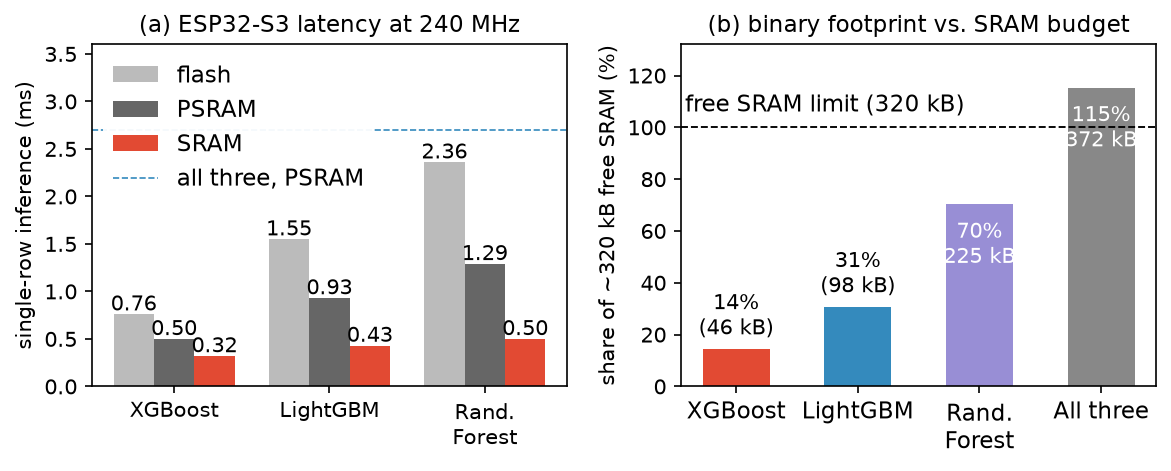 (a) ESP32-S3 latency at 240 MHz
single-row inference (ms)
3.5
3.0
2.5
2.0
1.5
1.0
0.5
0.0
flash
PSRAM
SRAM
all three, PSRAM
0.76
0.50
0.32
1.55
0.93
0.43
2.36
1.29
0.50
XGBoost
LightGBM
Rand.
Forest
(b) binary footprint vs. SRAM budget
share of ~320 kB free SRAM (%)
120
100
80
60
40
20
0
free SRAM limit (320 kB)
14%
(46 kB)
31%
(98 kB)
70%
225 kB
115%
372 kB
XGBoost
LightGBM
Rand.
Forest
All three